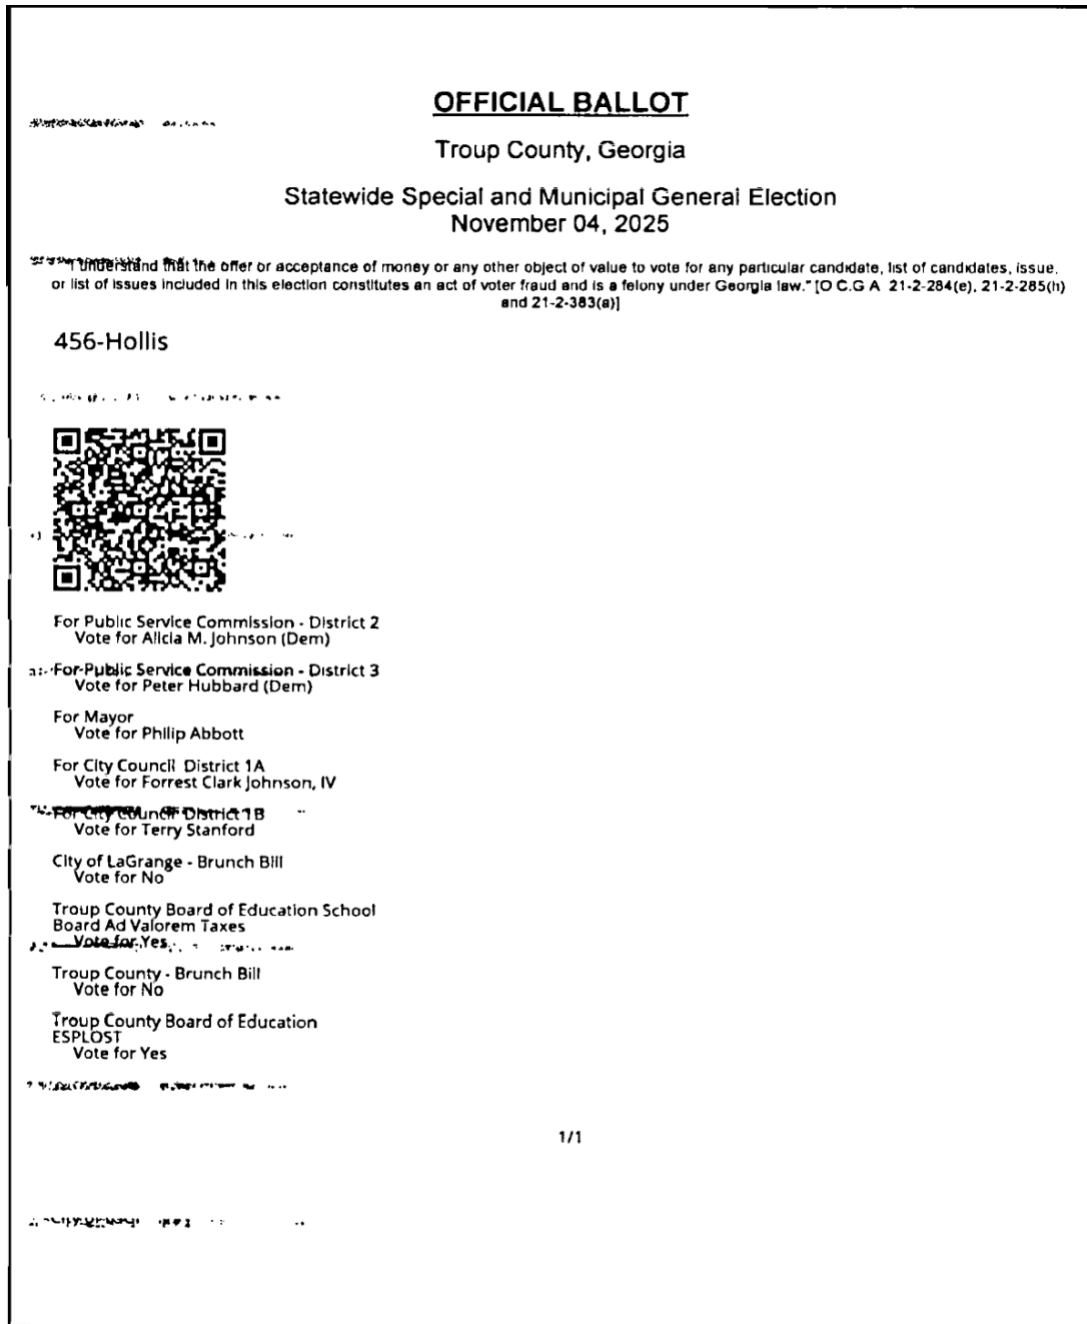 OFFICIAL BALLOT
Troup County, Georgia
Statewide Special and Municipal General Election
November 04, 2025
"I understand that the offer or acceptance of money or any other object of value to vote for any particular candidate, list of candidates, issue,
or list of issues included in this election constitutes an act of voter fraud and is a felony under Georgia law." [O C.G A 21-2-284(e), 21-2-285(h)
and 21-2-383(a)]
456-Hollis
For Public Service Commission - District 2
Vote for Alicia M. Johnson (Dem)
For Public Service Commission - District 3
Vote for Peter Hubbard (Dem)
For Mayor
Vote for Philip Abbott
For City Council District 1A
Vote for Forrest Clark Johnson, IV
For City Council District 1B
Vote for Terry Stanford
City of LaGrange - Brunch Bill
Vote for No
Troup County Board of Education School
Board Ad Valorem Taxes
Vote for Yes
Troup County - Brunch Bill
Vote for No
Troup County Board of Education
ESPLOST
Vote for Yes
1/1